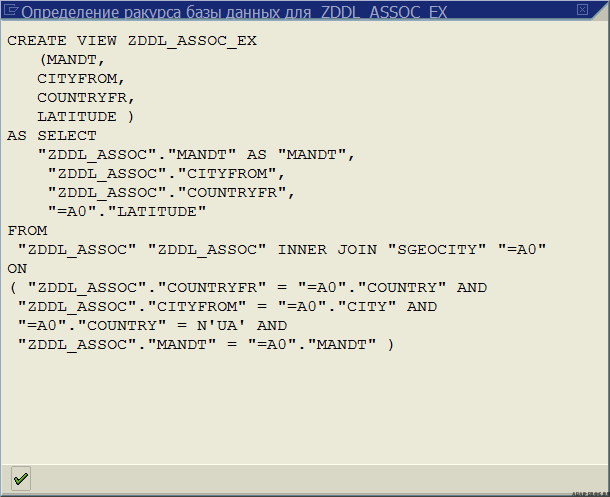 Определение ракурса базы данных для ZDDL_ASSOC_EX
CREATE VIEW ZDDL_ASSOC_EX
(MANDT,
CITYFROM,
COUNTRYFR,
LATITUDE )
AS SELECT
"ZDDL_ASSOC"."MANDT" AS "MANDT",
"ZDDL_ASSOC"."CITYFROM",
"ZDDL_ASSOC"."COUNTRYFR",
"=A0"."LATITUDE"
FROM
"ZDDL_ASSOC" "ZDDL_ASSOC" INNER JOIN "SGEOCITY" "=A0"
ON
( "ZDDL_ASSOC"."COUNTRYFR" = "=A0"."COUNTRY" AND
"ZDDL_ASSOC"."CITYFROM" = "=A0"."CITY" AND
"=A0"."COUNTRY" = N'UA' AND
"ZDDL_ASSOC"."MANDT" = "=A0"."MANDT" )